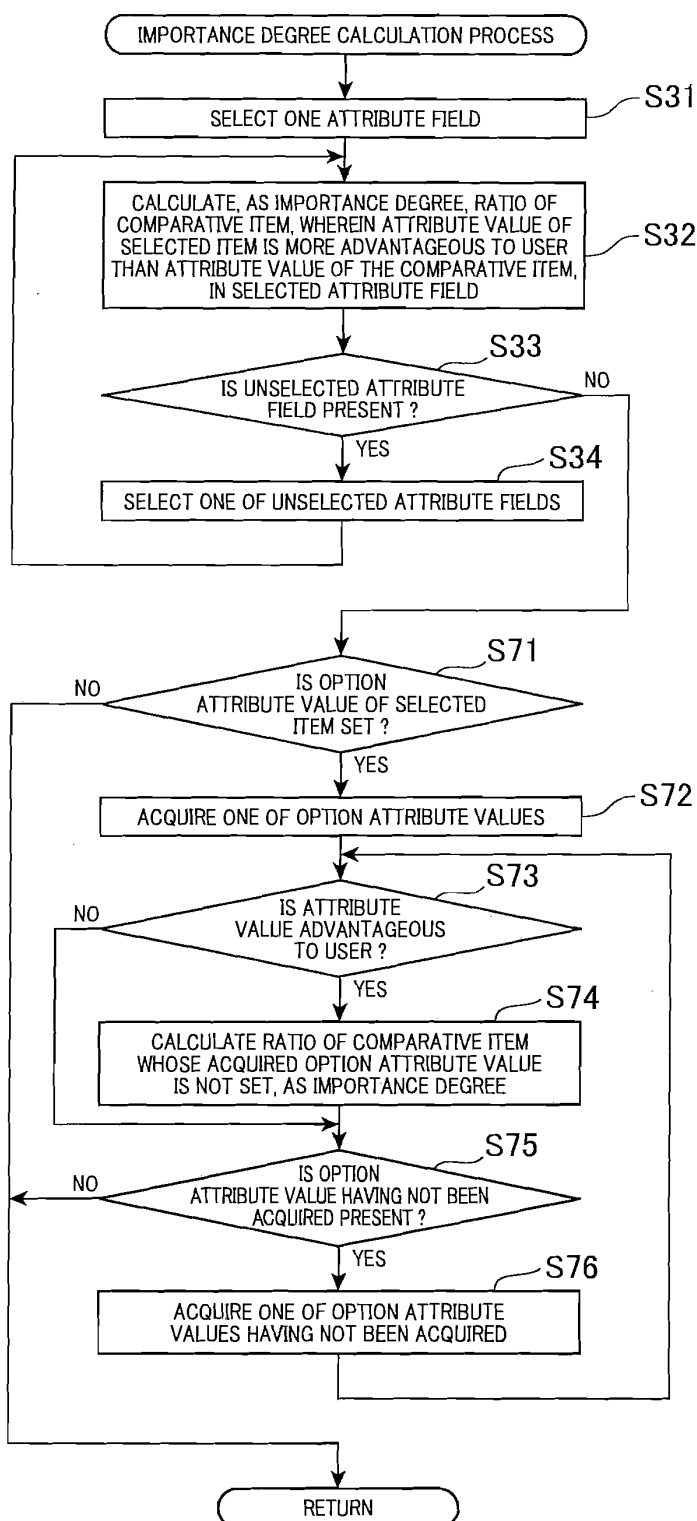 IMPORTANCE DEGREE CALCULATION PROCESS
S31
SELECT ONE ATTRIBUTE FIELD
CALCULATE, AS IMPORTANCE DEGREE, RATIO OF
COMPARATIVE ITEM, WHEREIN ATTRIBUTE VALUE OF
SELECTED ITEM IS MORE ADVANTAGEOUS TO USER
THAN ATTRIBUTE VALUE OF THE COMPARATIVE ITEM,
IN SELECTED ATTRIBUTE FIELD
S32
S33
IS UNSELECTED ATTRIBUTE
FIELD PRESENT ?
NO
YES
S34
SELECT ONE OF UNSELECTED ATTRIBUTE FIELDS
S71
NO
IS OPTION
ATTRIBUTE VALUE OF SELECTED
ITEM SET ?
YES
S72
ACQUIRE ONE OF OPTION ATTRIBUTE VALUES
S73
NO
IS ATTRIBUTE
VALUE ADVANTAGEOUS
TO USER ?
YES
S74
CALCULATE RATIO OF COMPARATIVE ITEM
WHOSE ACQUIRED OPTION ATTRIBUTE VALUE
IS NOT SET, AS IMPORTANCE DEGREE
S75
NO
IS OPTION
ATTRIBUTE VALUE HAVING NOT BEEN
ACQUIRED PRESENT ?
YES
S76
ACQUIRE ONE OF OPTION ATTRIBUTE
VALUES HAVING NOT BEEN ACQUIRED
RETURN